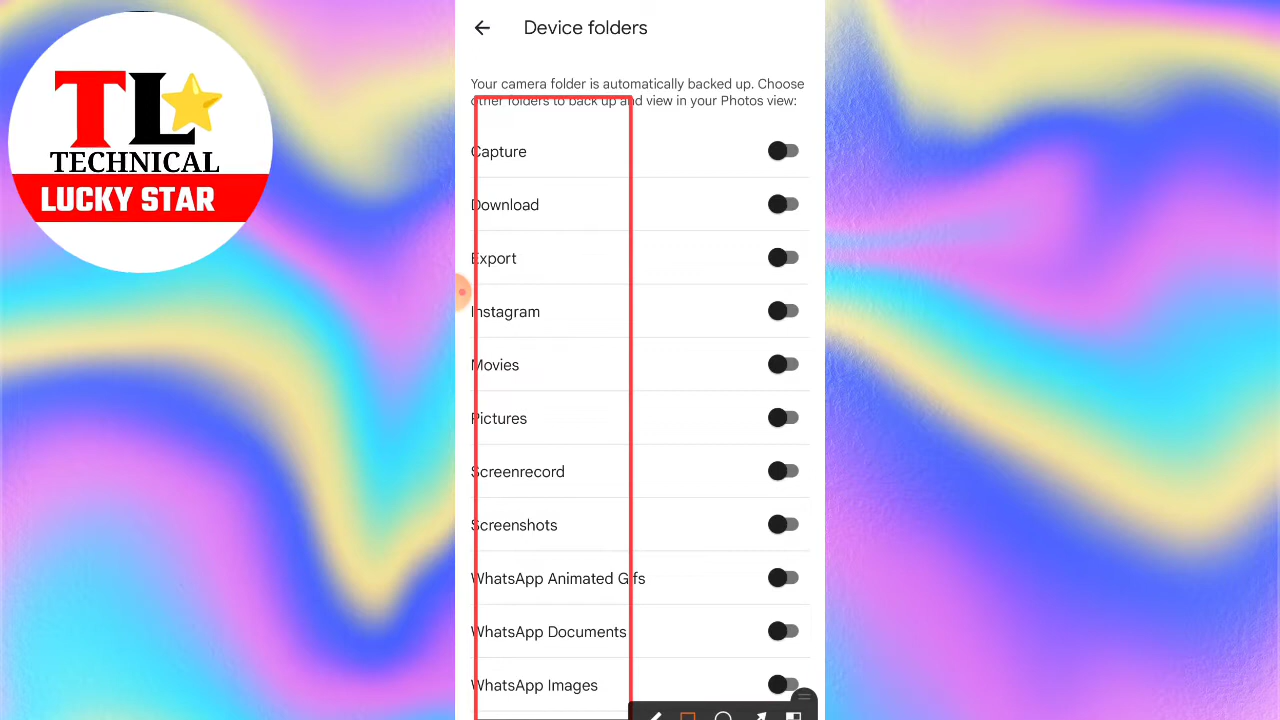 TL
TECHNICAL
LUCKY STAR
Device folders
Your camera folder is automatically backed up. Choose
other folders to back up and view in your Photos view:
Capture
Download
Export
Instagram
Movies
Pictures
Screenrecord
Screenshots
WhatsApp Animated Gifs
WhatsApp Documents
WhatsApp Images